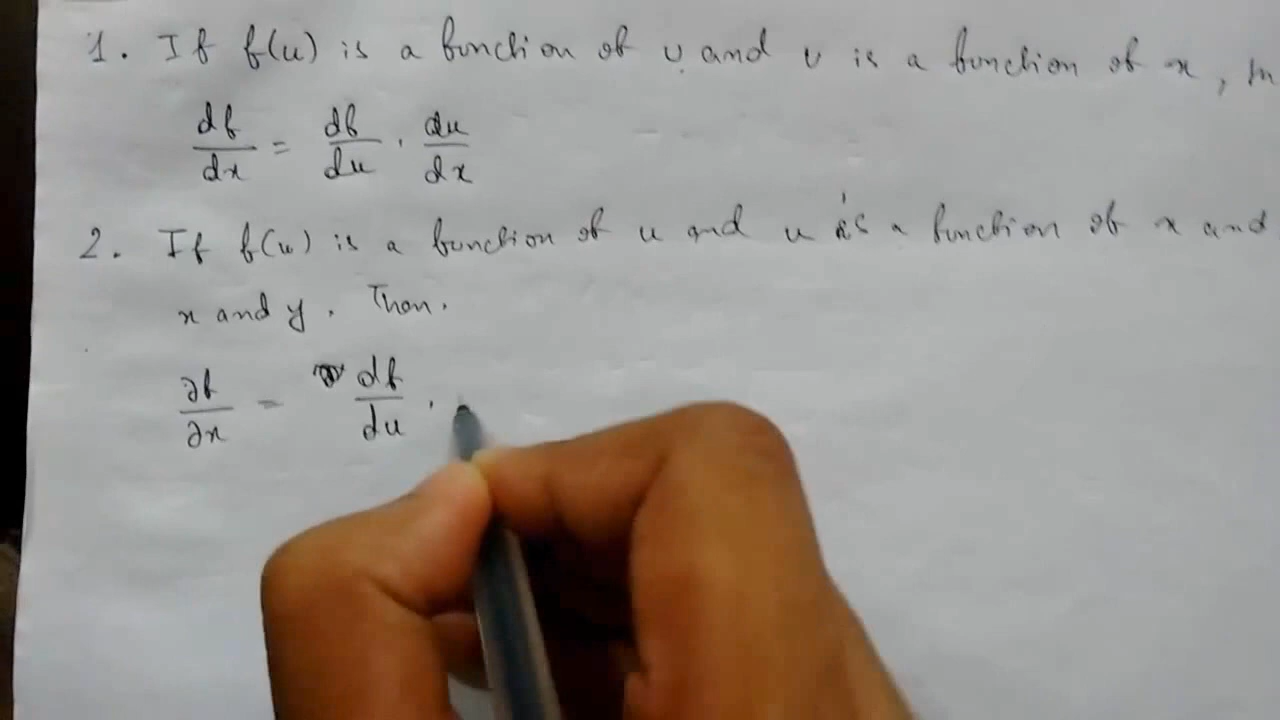 1. If f(u) is a function of u and u is a function of x,
df/dx = df/du . du/dx
2. If f(u) is a function of u and u is a function of x and
x and y. Then.
∂f/∂x = df/du .